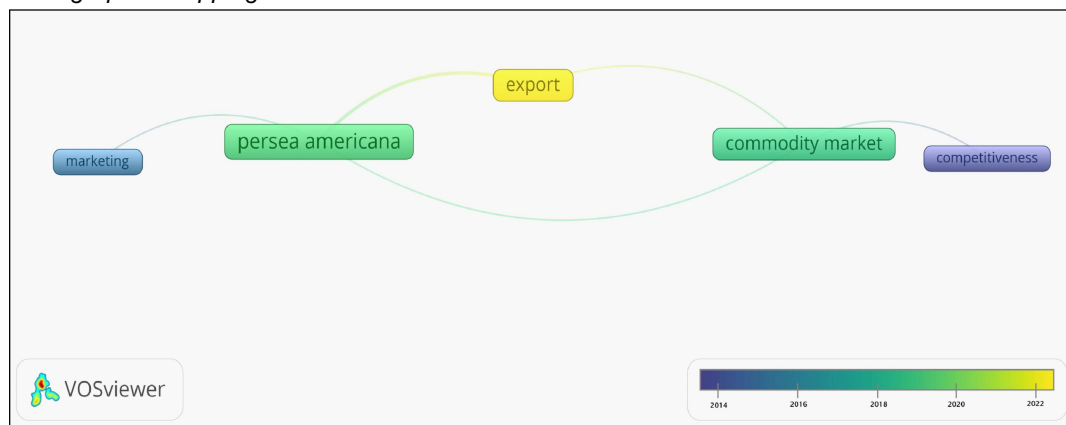 export
persea americana
commodity market
marketing
competitiveness
VOSviewer
2014
2016
2018
2020
2022